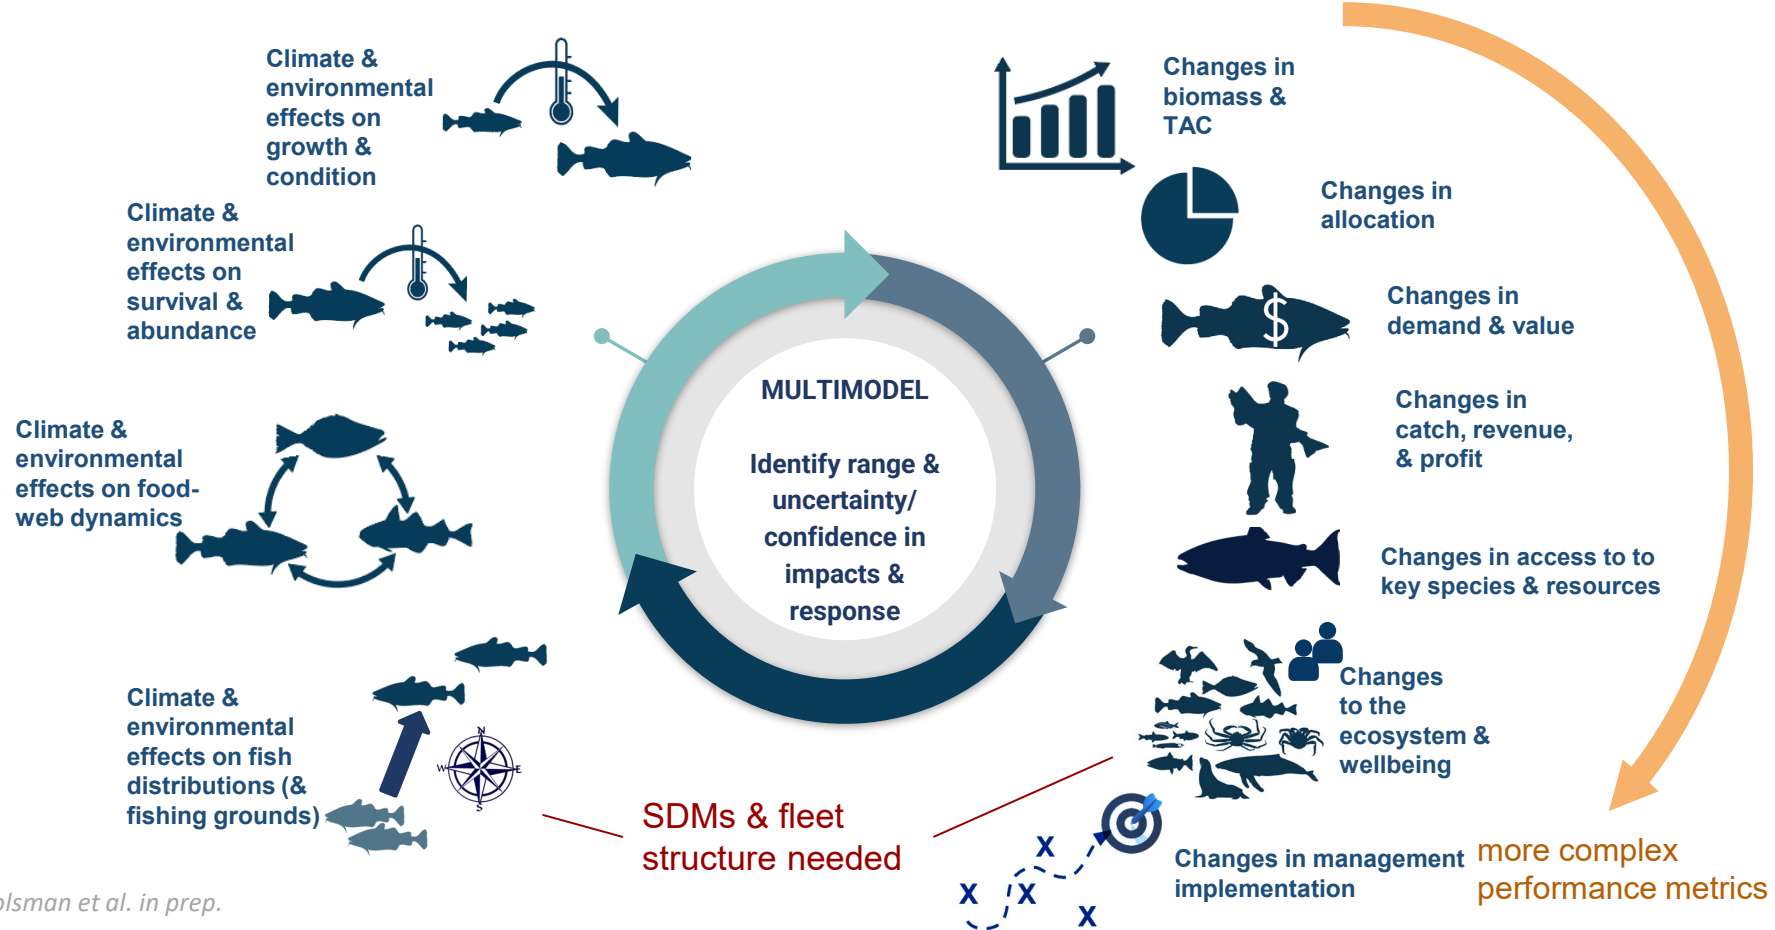 Climate &
environmental
effects on
growth &
condition
Climate &
environmental
effects on
survival &
abundance
Climate &
environmental
effects on food-
web dynamics
Climate &
environmental
effects on fish
distributions (&
fishing grounds)
N
W
E
S
MULTIMODEL
Identify range &
uncertainty/
confidence in
impacts &
response
SDMs & fleet
structure needed
Changes in
biomass &
TAC
Changes in
allocation
$
Changes in
demand & value
Changes in
catch, revenue,
& profit
Changes in access to to
key species & resources
Changes
to the
ecosystem &
wellbeing
X
X
X
X
Changes in management
implementation
more complex
performance metrics
olsman et al. in prep.